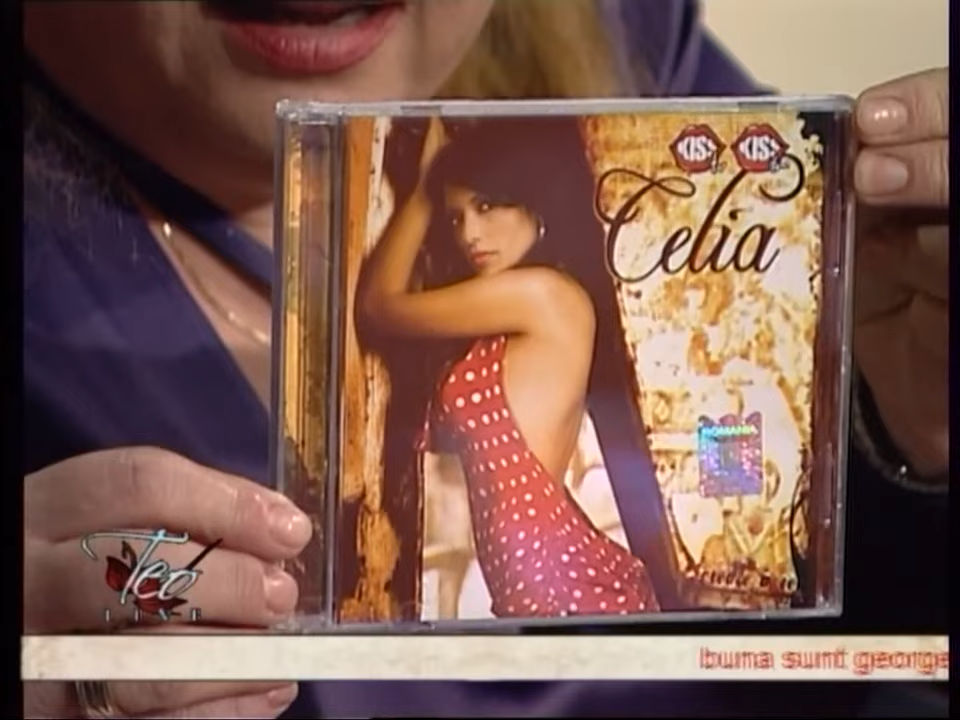 KISS KISS
Celia
ROMANIA
Teo
LIVE
buna sunt george